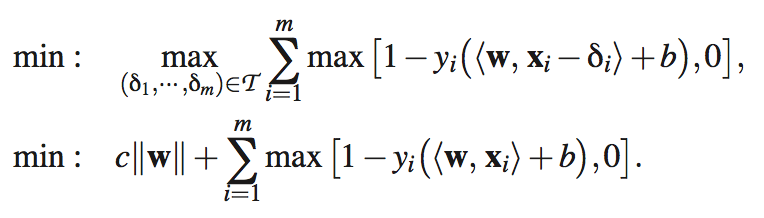 min : max_{(δ_1,···,δ_m)∈𝒯} ∑_{i=1}^{m} max [1 − y_i(⟨w, x_i − δ_i⟩ + b), 0],
min : c‖w‖ + ∑_{i=1}^{m} max [1 − y_i(⟨w, x_i⟩ + b), 0].